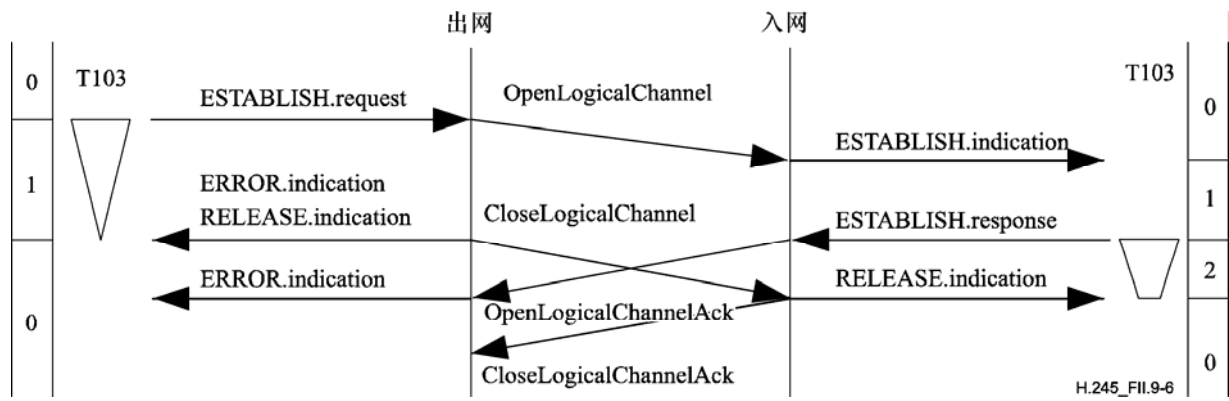 出网
入网
T103
T103
0
ESTABLISH.request
OpenLogicalChannel
0
ESTABLISH.indication
1
ERROR.indication
RELEASE.indication
CloseLogicalChannel
ESTABLISH.response
1
ERROR.indication
RELEASE.indication
2
0
OpenLogicalChannelAck
CloseLogicalChannelAck
0
H.245_FII.9-6